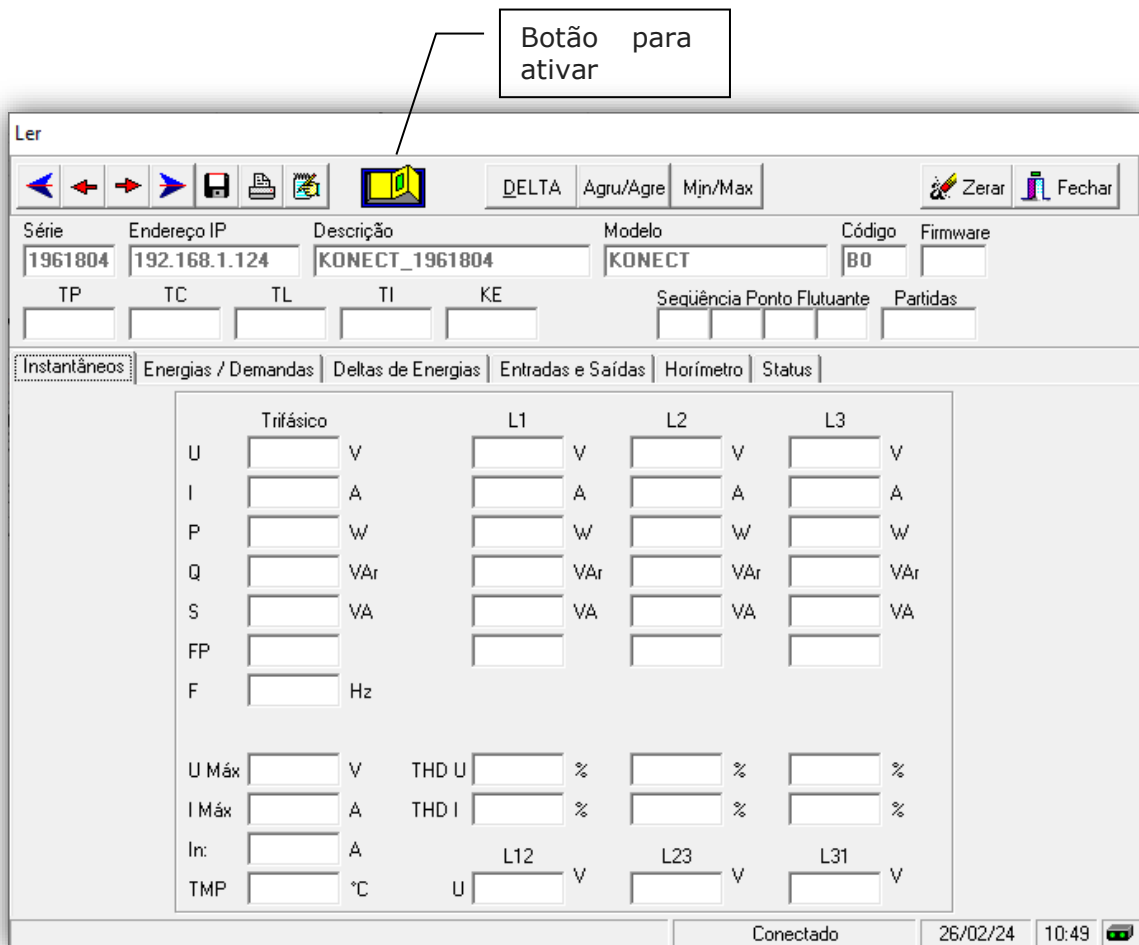 Botão para
ativar
Ler
DELTA Agru/Agre Min/Max Zerar Fechar
Série Endereço IP Descrição Modelo Código Firmware
1961804 192.168.1.124 KONECT_1961804 KONECT B0
TP TC TL TI KE Seqüência Ponto Flutuante Partidas
Instantâneos Energias / Demandas Deltas de Energias Entradas e Saídas Horímetro Status
Trifásico L1 L2 L3
U V V V V
I A A A A
P W W W W
Q VAr VAr VAr VAr
S VA VA VA VA
FP
F Hz
U Máx V THD U % % %
I Máx A THD I % % %
In: A L12 L23 L31
TMP °C U V V V
Conectado 26/02/24 10:49